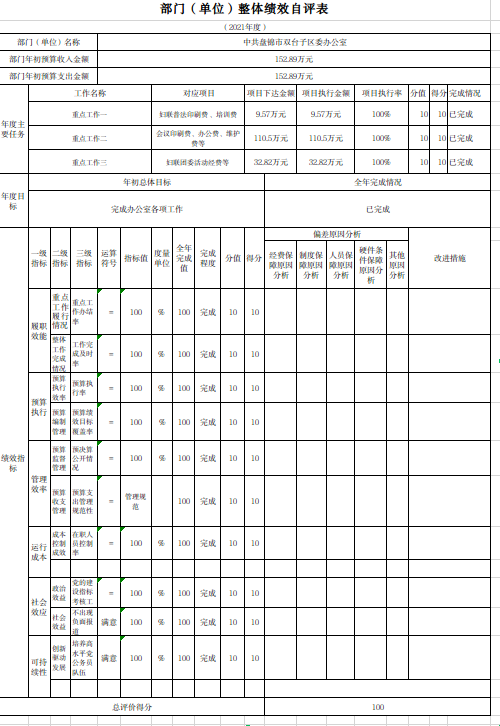 部门（单位）整体绩效自评表
（2021年度）
部门（单位）名称 中共盘锦市双台子区委办公室
部门年初预算收入金额 152.89万元
部门年初预算支出金额 152.89万元
年度主要任务 工作名称 对应项目 项目下达金额 项目执行金额 项目执行率 分值 得分 完成情况
重点工作一 妇联普法印刷费、培训费 9.57万元 9.57万元 100% 10 10 已完成
重点工作二 会议印刷费、办公费、维护费等 110.5万元 110.5万元 100% 10 10 已完成
重点工作三 妇联团委活动经费等 32.82万元 32.82万元 100% 10 10 已完成
年度目标 年初总体目标 全年完成情况
完成办公室各项工作 已完成
绩效指标 一级指标 二级指标 三级指标 运算符号 指标值 度量单位 全年完成值 完成程度 分值 得分 偏差原因分析 改进措施
经费保障原因分析 制度保障原因分析 人员保障原因分析 硬件条件保障原因分析 其他原因分析
履职效能 重点工作履行情况 重点工作办结率 = 100 % 100 完成 10 10
整体工作完成情况 工作完成及时率 = 100 % 100 完成 10 10
预算执行 预算执行效率 预算执行率 = 100 % 100 完成 10 10
预算编制管理 预算绩效目标覆盖率 = 100 % 100 完成 10 10
管理效率 预算监督管理 预决算公开情况 = 100 % 100 完成 10 10
预算收支管理 预算支出管理规范性 = 管理规范 100 完成 10 10
运行成本 成本控制成效 在职人员控制率 = 100 % 100 完成 10 10
社会效应 政治效益 党的建设指标考核工 = 100 % 100 完成 10 10
社会效益 不出现负面报道 满意 100 % 100 完成 10 10
可持续性 创新驱动发展 培养高水平党公务员队伍 满意 100 % 100 完成 10 10
总评价得分 100